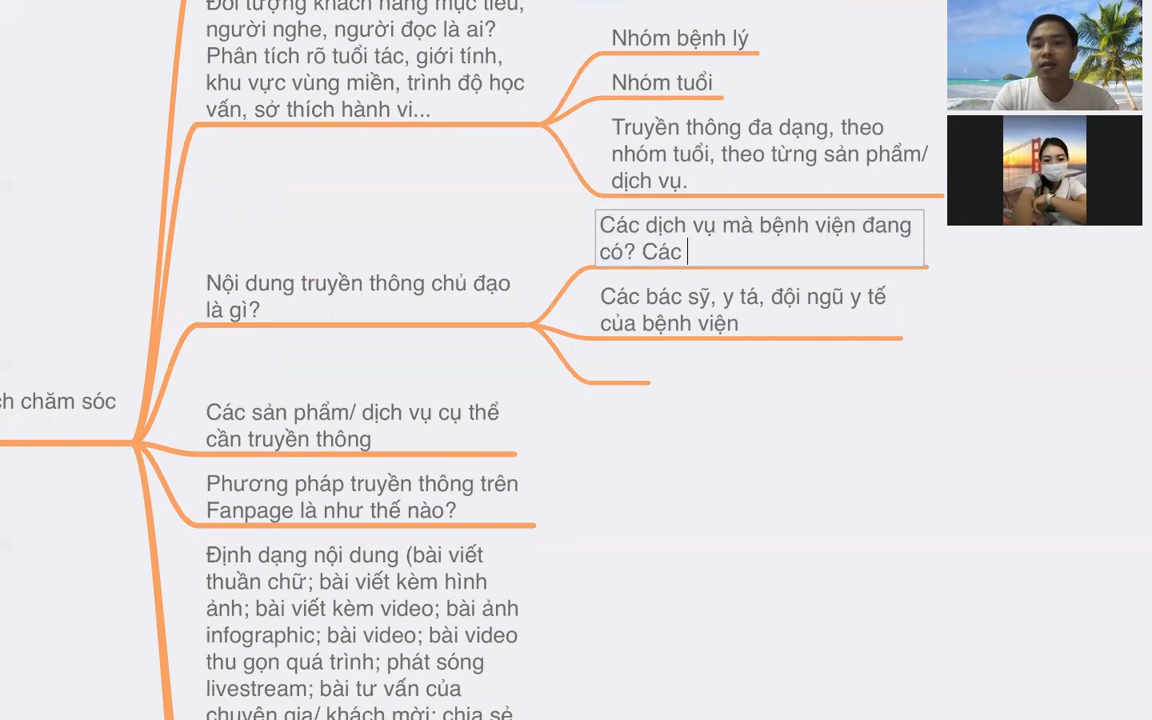 Đối tượng khách hàng mục tiêu,
người nghe, người đọc là ai?
Phân tích rõ tuổi tác, giới tính,
khu vực vùng miền, trình độ học
vấn, sở thích hành vi...
Nhóm bệnh lý
Nhóm tuổi
Truyền thông đa dạng, theo
nhóm tuổi, theo từng sản phẩm/
dịch vụ.
Nội dung truyền thông chủ đạo
là gì?
Các dịch vụ mà bệnh viện đang
có? Các
Các bác sỹ, y tá, đội ngũ y tế
của bệnh viện
ch chăm sóc
Các sản phẩm/ dịch vụ cụ thể
cần truyền thông
Phương pháp truyền thông trên
Fanpage là như thế nào?
Định dạng nội dung (bài viết
thuần chữ; bài viết kèm hình
ảnh; bài viết kèm video; bài ảnh
infographic; bài video; bài video
thu gọn quá trình; phát sóng
livestream; bài tư vấn của
chuyên gia/ khách mời; chia sẻ